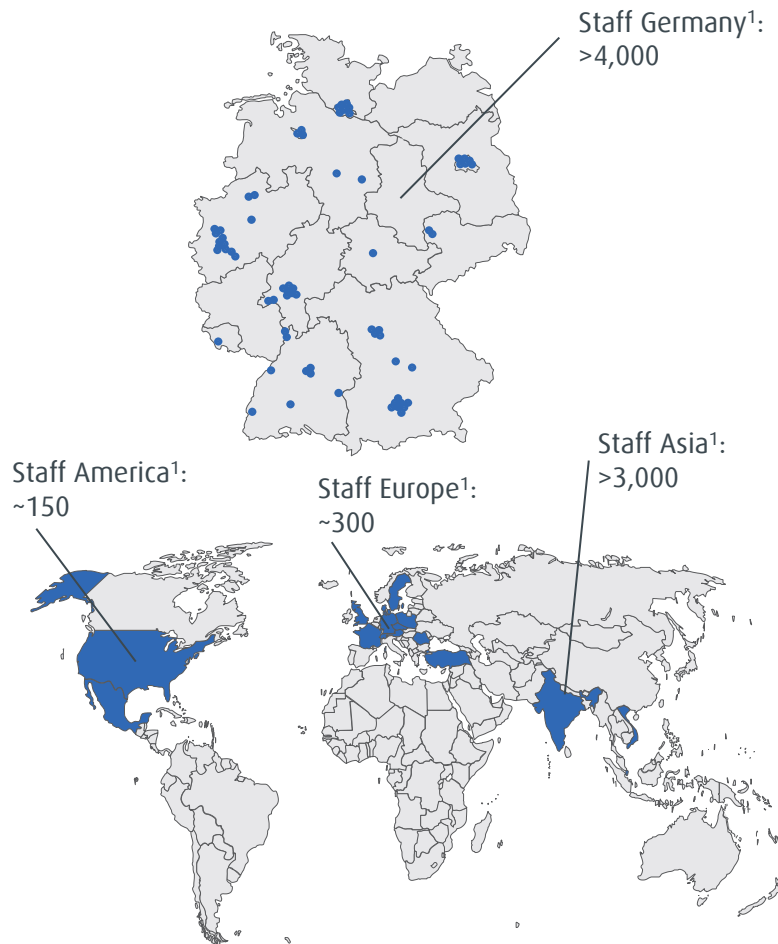 Staff Germany¹:
>4,000
Staff America¹:
~150
Staff Europe¹:
~300
Staff Asia¹:
>3,000